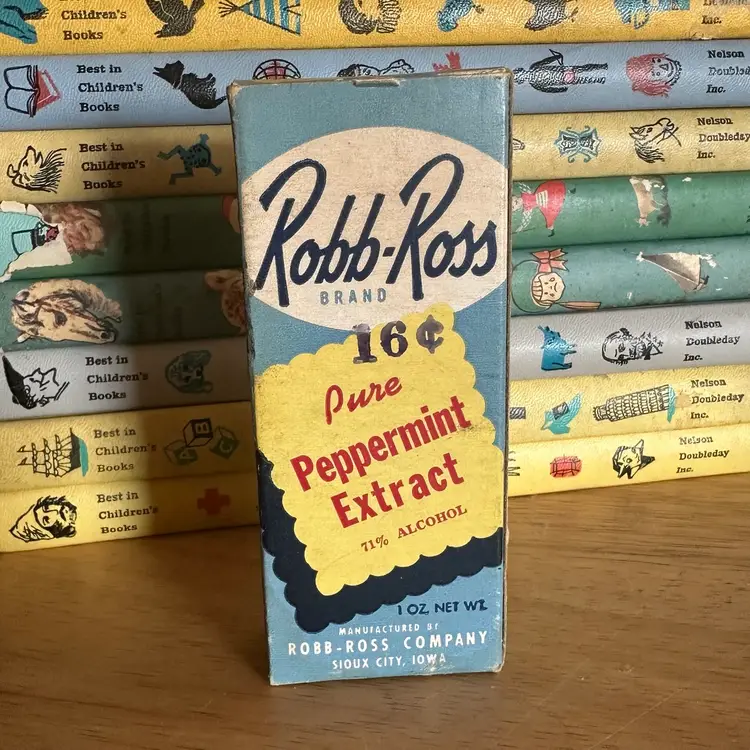 Children's
Books
Inc.
Best in
Children's
Books
Nelson
Doubleday
Inc.
Best in
Children's
Books
Nelson
Doubleday
Inc.
Robb-Ross
BRAND
16¢
Pure
Peppermint
Extract
71% ALCOHOL
1 OZ. NET WT.
MANUFACTURED BY
ROBB-ROSS COMPANY
SIOUX CITY, IOWA
Nelson
Doubleday
Inc.
Best in
Children's
Books
Nelson
Doubleday
Inc.
Best in
Children's
Books
Nelson
Doubleday
Inc.
Best in
Children's
Books
A
B